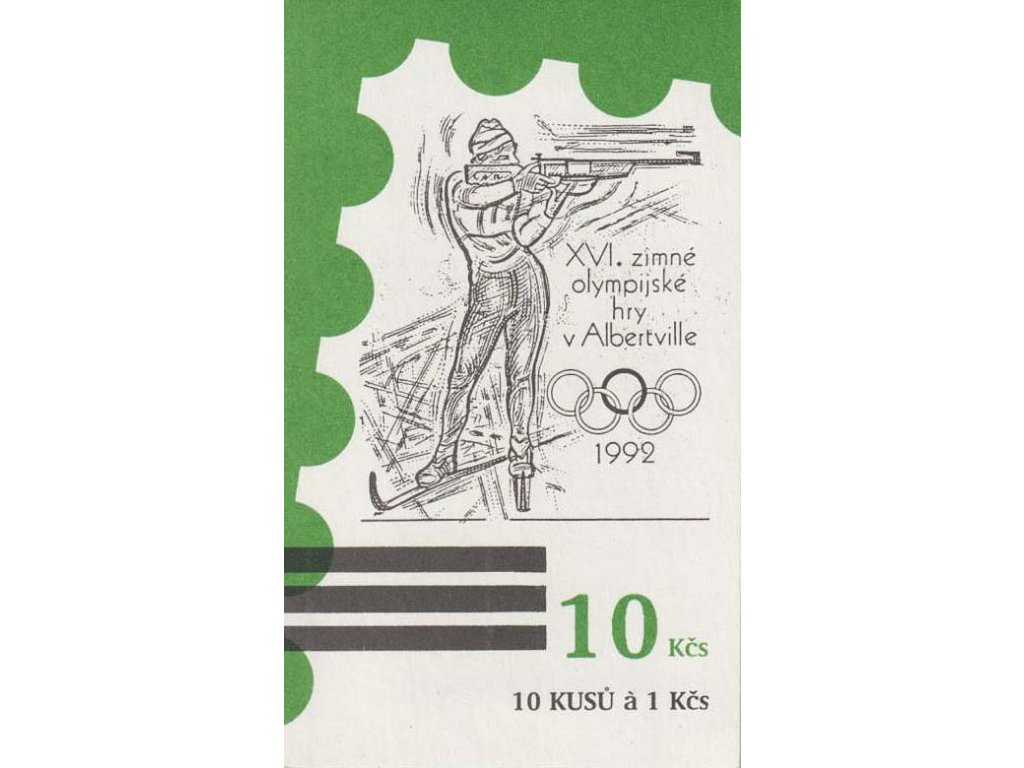 XVI. zimné
olympijské
hry
v Albertville
1992
10 Kčs
10 KUSŮ à 1 Kčs